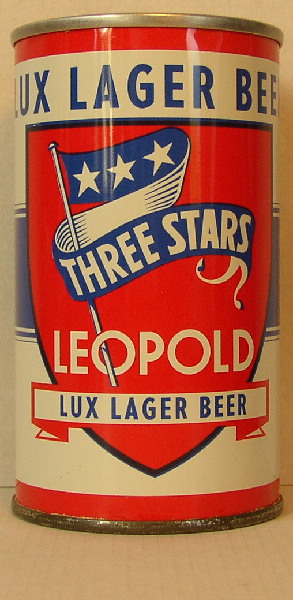 LUX LAGER BEE
THREE STARS
LEOPOLD
LUX LAGER BEER